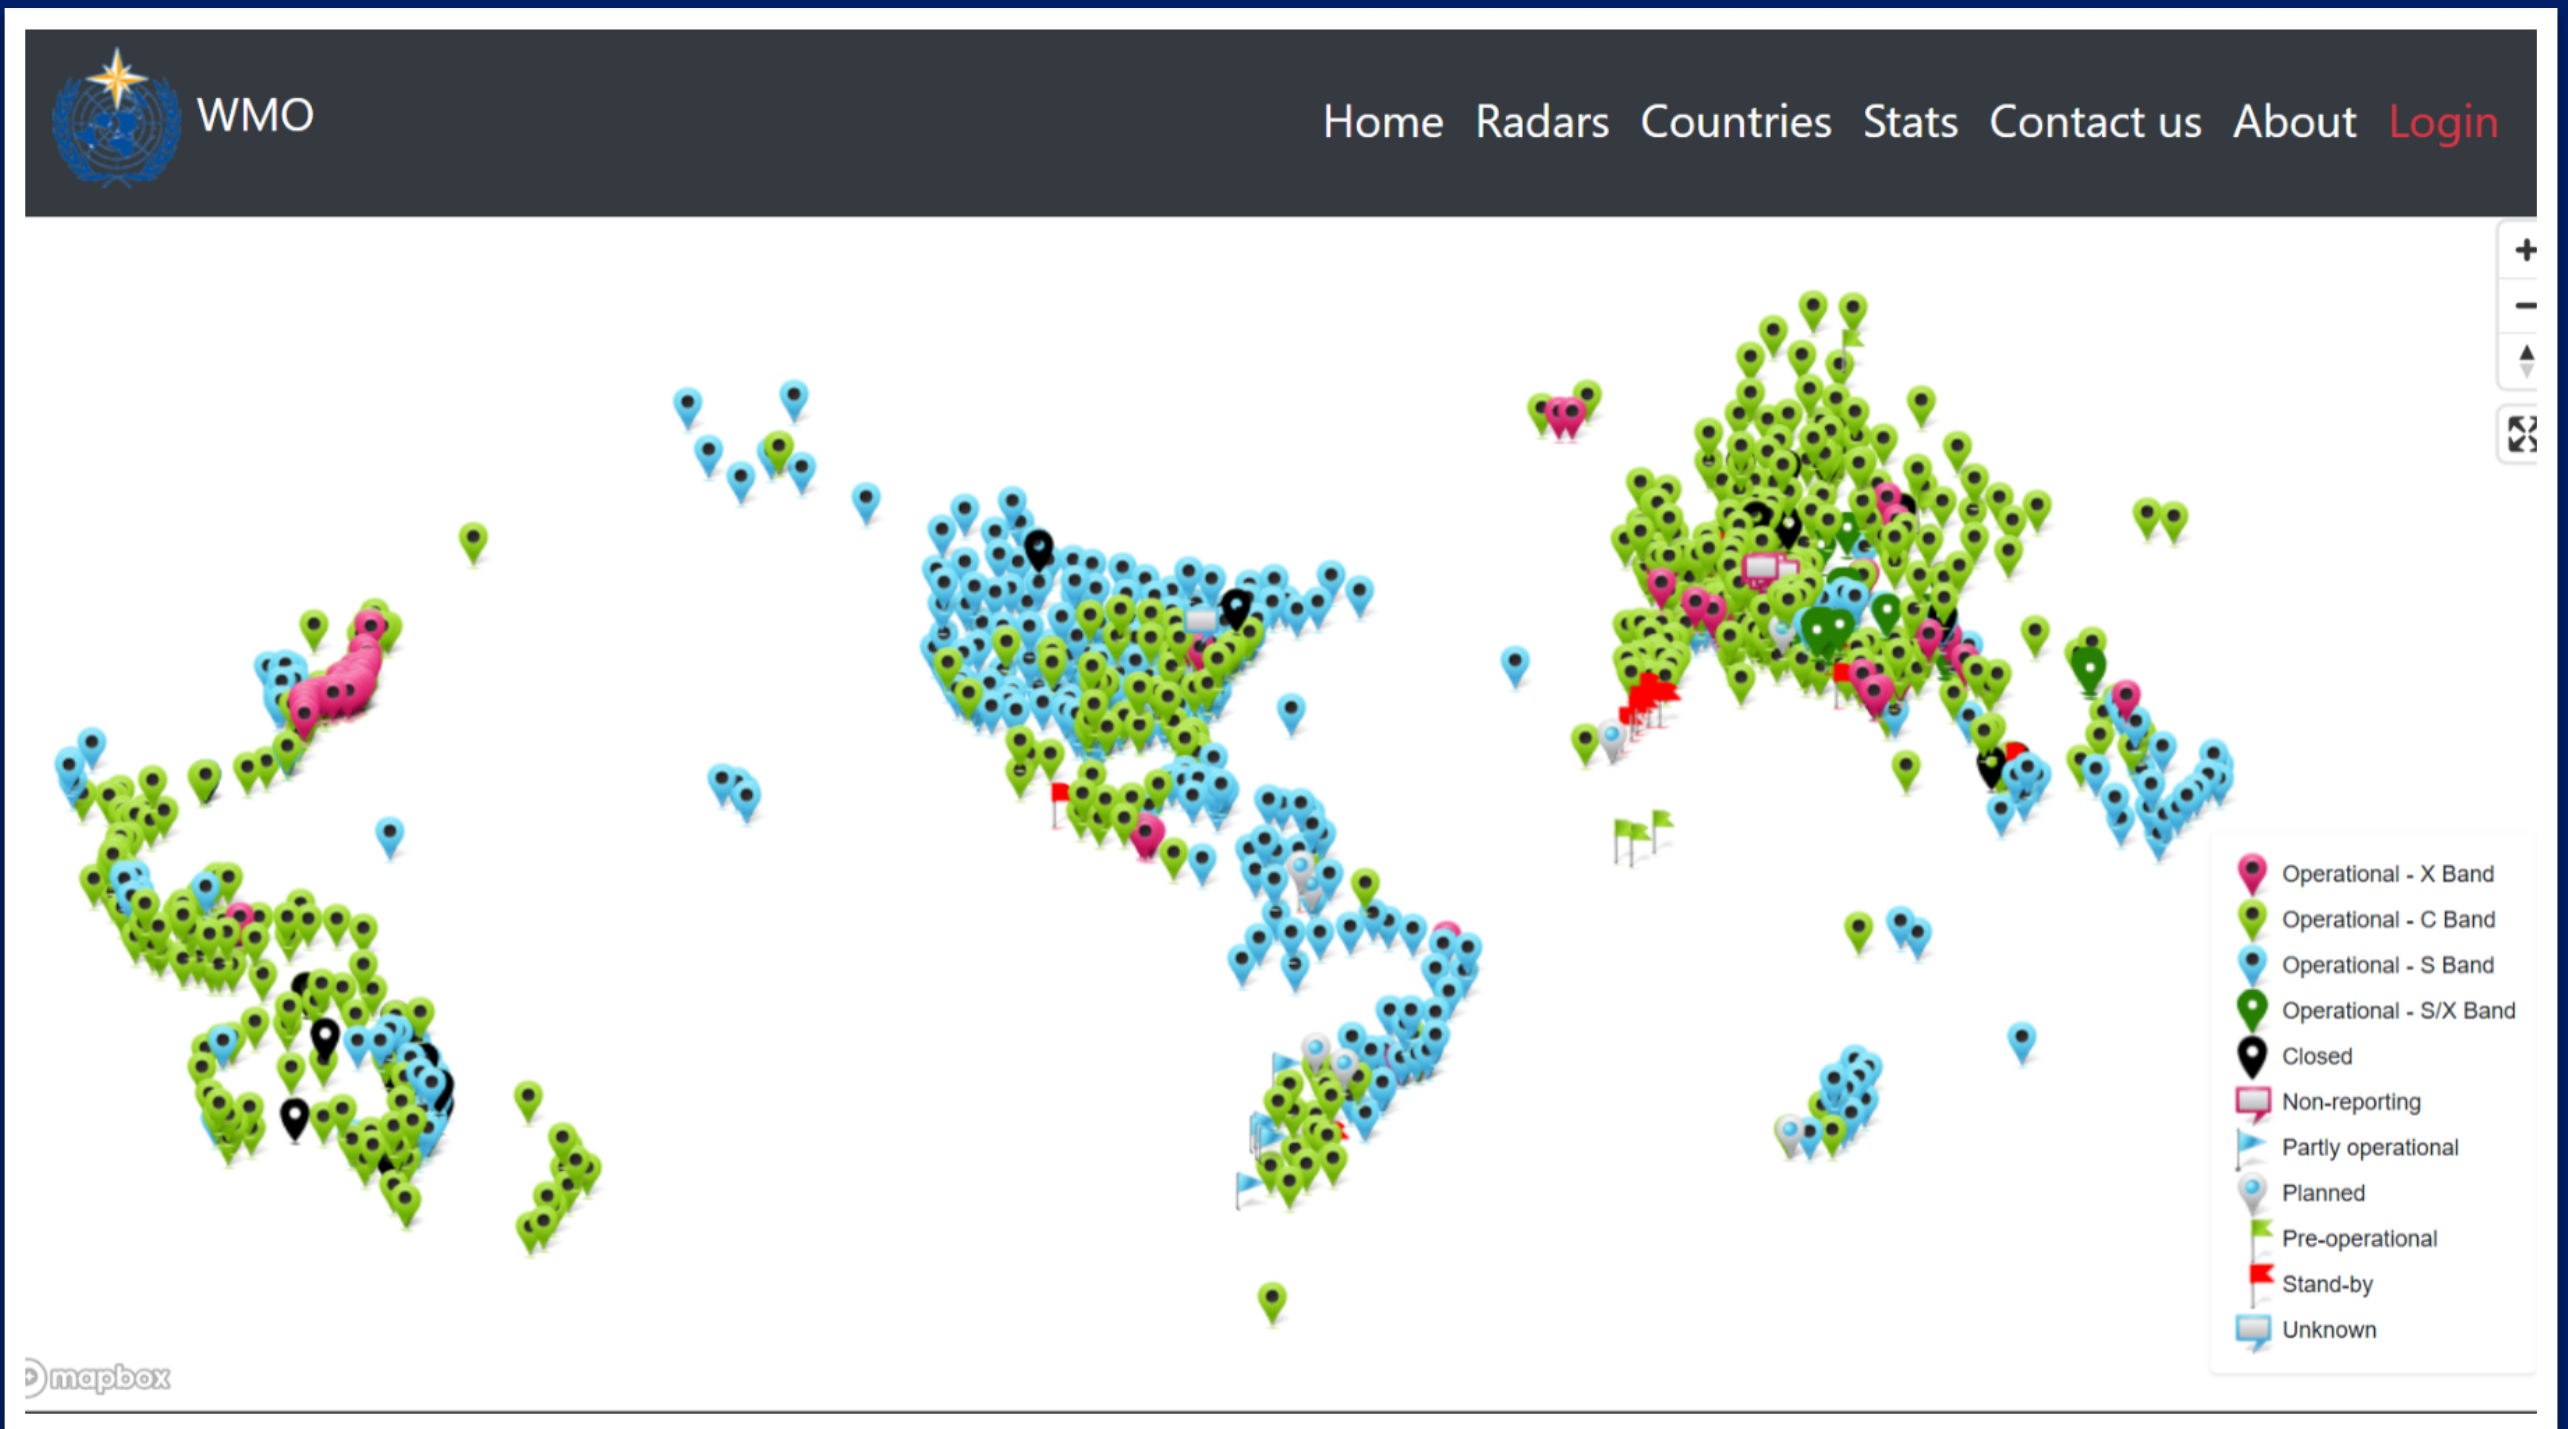 WMO
Home Radars Countries Stats Contact us About Login
Operational - X Band
Operational - C Band
Operational - S Band
Operational - S/X Band
Closed
Non-reporting
Partly operational
Planned
Pre-operational
Stand-by
Unknown
mapbox